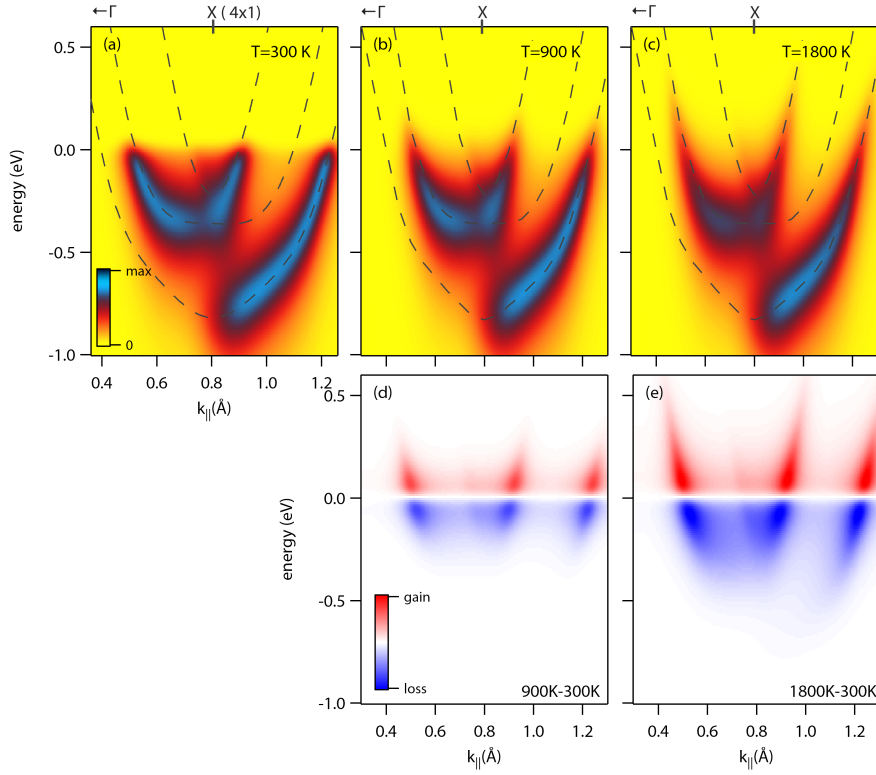 ←Γ X ( 4x1) ←Γ X ←Γ X
(a) T=300 K (b) T=900 K (c) T=1800 K
0.5
0.0
-0.5
-1.0
energy (eV)
max
0
0.4 0.6 0.8 1.0 1.2
k||(Å)
(d) (e)
0.5
0.0
-0.5
-1.0
energy (eV)
gain
loss
900K-300K 1800K-300K
0.4 0.6 0.8 1.0 1.2 0.4 0.6 0.8 1.0 1.2
k||(Å) k||(Å)